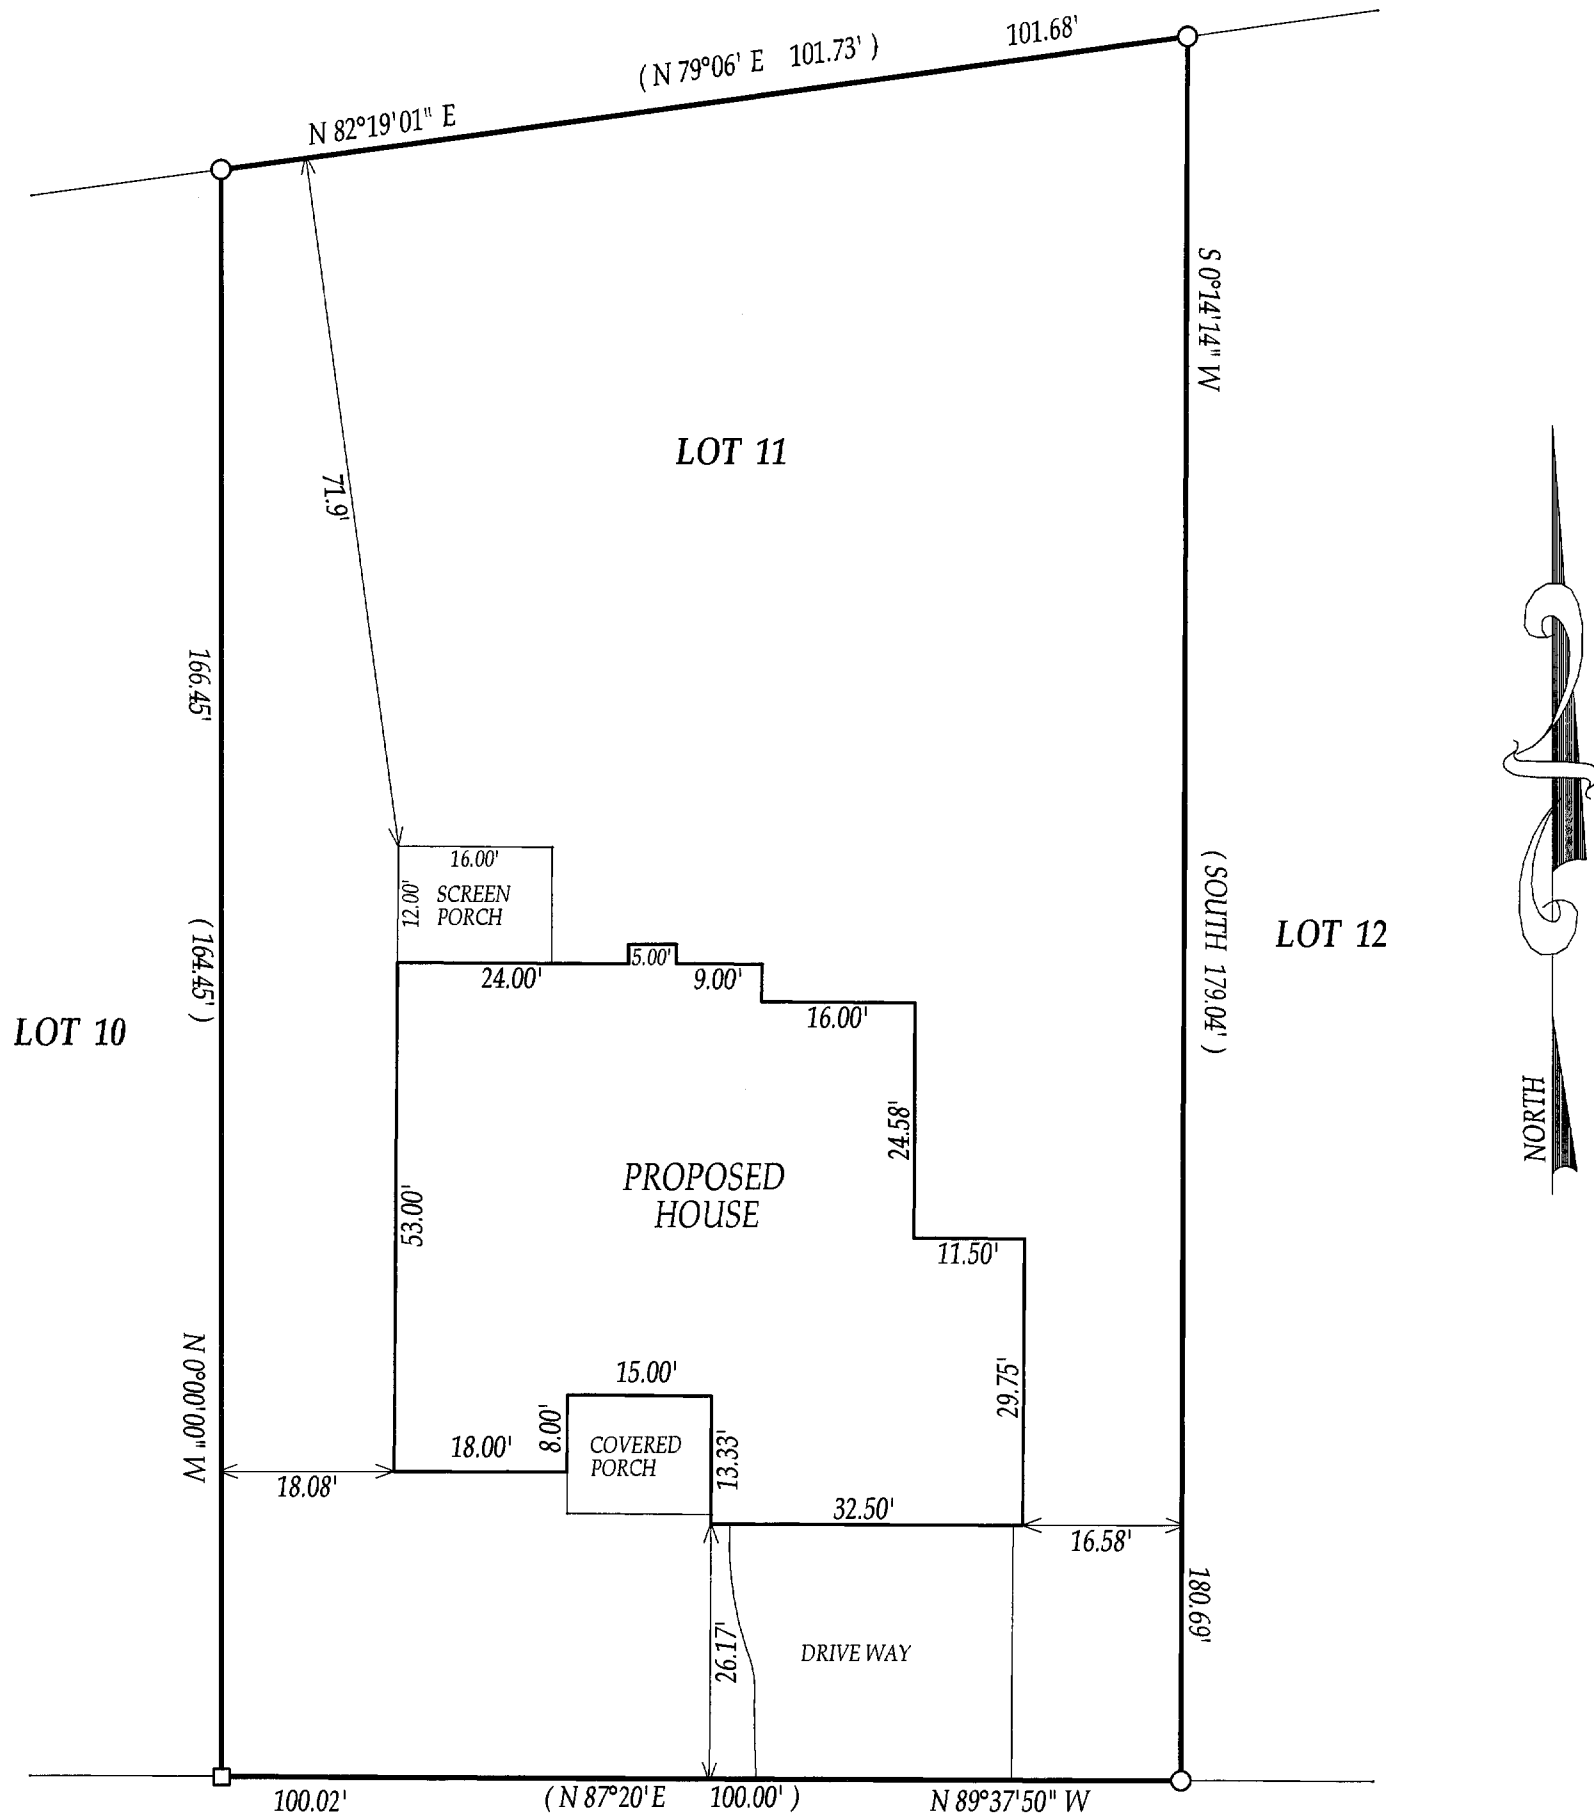 101.68'
( N 79°06' E 101.73' )
N 82°19'01" E
S 0°14'14" W
LOT 11
71.9'
166.45'
16.00'
SCREEN
PORCH
12.00'
( SOUTH 179.04' )
LOT 12
( 164.45' )
5.00'
24.00'
9.00'
16.00'
LOT 10
24.58'
NORTH
PROPOSED
HOUSE
53.00'
11.50'
15.00'
29.75'
N 0°00'00" W
18.00'
8.00'
COVERED
PORCH
13.33'
18.08'
32.50'
16.58'
180.69'
26.17'
DRIVE WAY
100.02'
( N 87°20' E 100.00' )
N 89°37'50" W